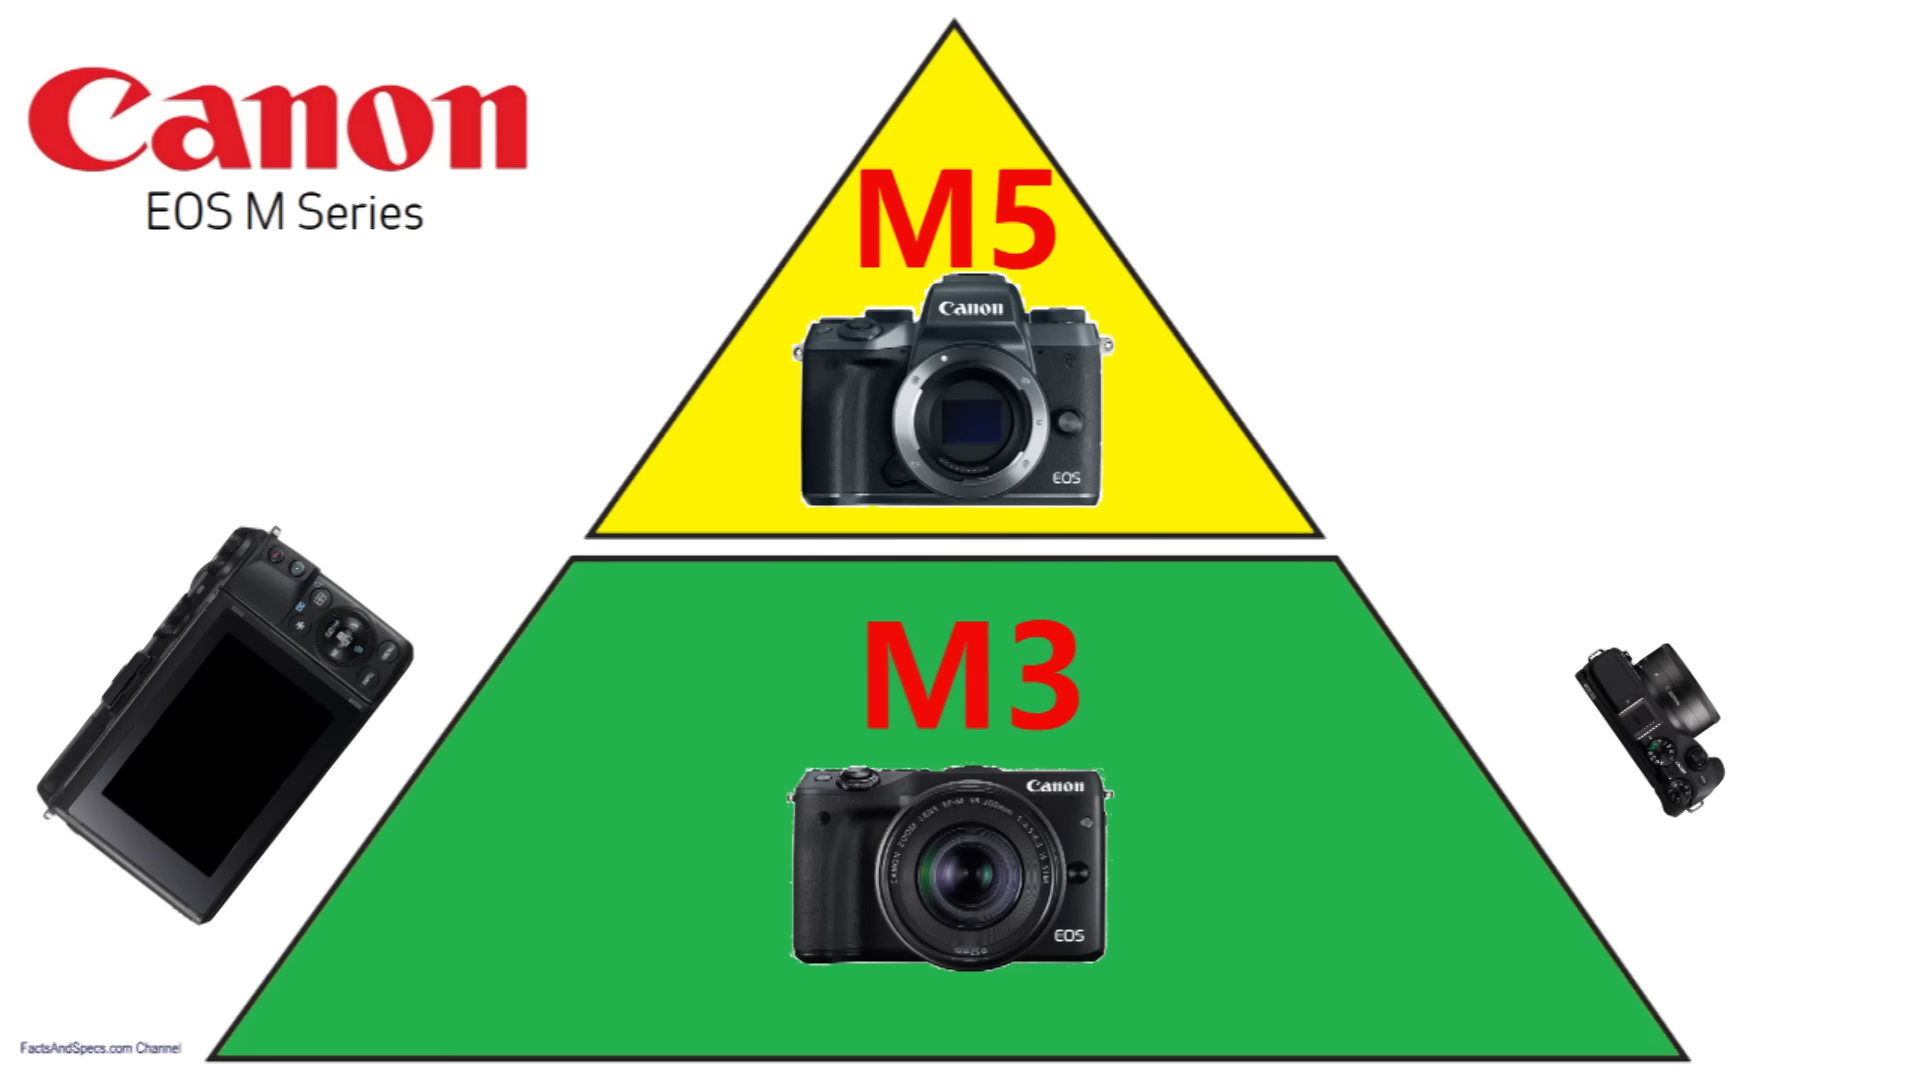 Canon
EOS M Series
M5
Canon
EOS
M3
Canon
EOS
FactsAndSpecs.com Channel